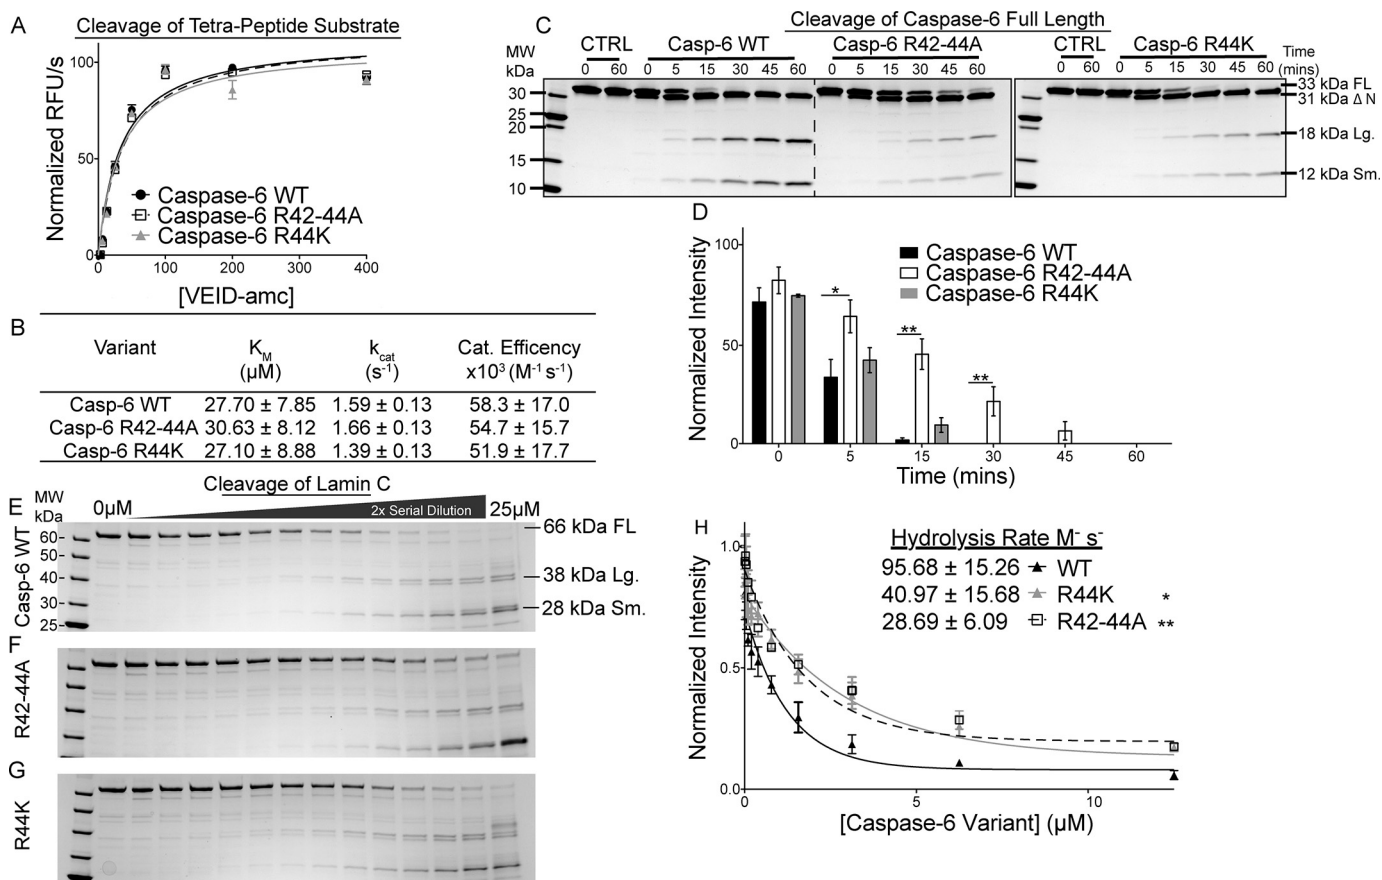 A
Cleavage of Tetra-Peptide Substrate
Normalized RFU/s
100
50
0
0 100 200 300 400
Caspase-6 WT
Caspase-6 R42-44A
Caspase-6 R44K
[VEID-amc]
B
Variant KM (µM) kcat (s-1) Cat. Efficency x10³ (M-1 s-1)
Casp-6 WT 27.70 ± 7.85 1.59 ± 0.13 58.3 ± 17.0
Casp-6 R42-44A 30.63 ± 8.12 1.66 ± 0.13 54.7 ± 15.7
Casp-6 R44K 27.10 ± 8.88 1.39 ± 0.13 51.9 ± 17.7
C
Cleavage of Caspase-6 Full Length
MW kDa
CTRL Casp-6 WT Casp-6 R42-44A CTRL Casp-6 R44K Time (mins)
0 60 0 5 15 30 45 60 0 5 15 30 45 60 0 60 0 5 15 30 45 60
30
25
20
15
10
33 kDa FL
31 kDa Δ N
18 kDa Lg.
12 kDa Sm.
D
Normalized Intensity
100
50
0
Caspase-6 WT
Caspase-6 R42-44A
Caspase-6 R44K
*
**
**
0 5 15 30 45 60
Time (mins)
Cleavage of Lamin C
E
MW kDa
0µM 2x Serial Dilution 25µM
Casp-6 WT
60
50
40
30
25
66 kDa FL
38 kDa Lg.
28 kDa Sm.
F
R42-44A
G
R44K
H
Normalized Intensity
1.0
0.5
0.0
Hydrolysis Rate M- s-
95.68 ± 15.26 WT
40.97 ± 15.68 R44K *
28.69 ± 6.09 R42-44A **
0 5 10
[Caspase-6 Variant] (µM)